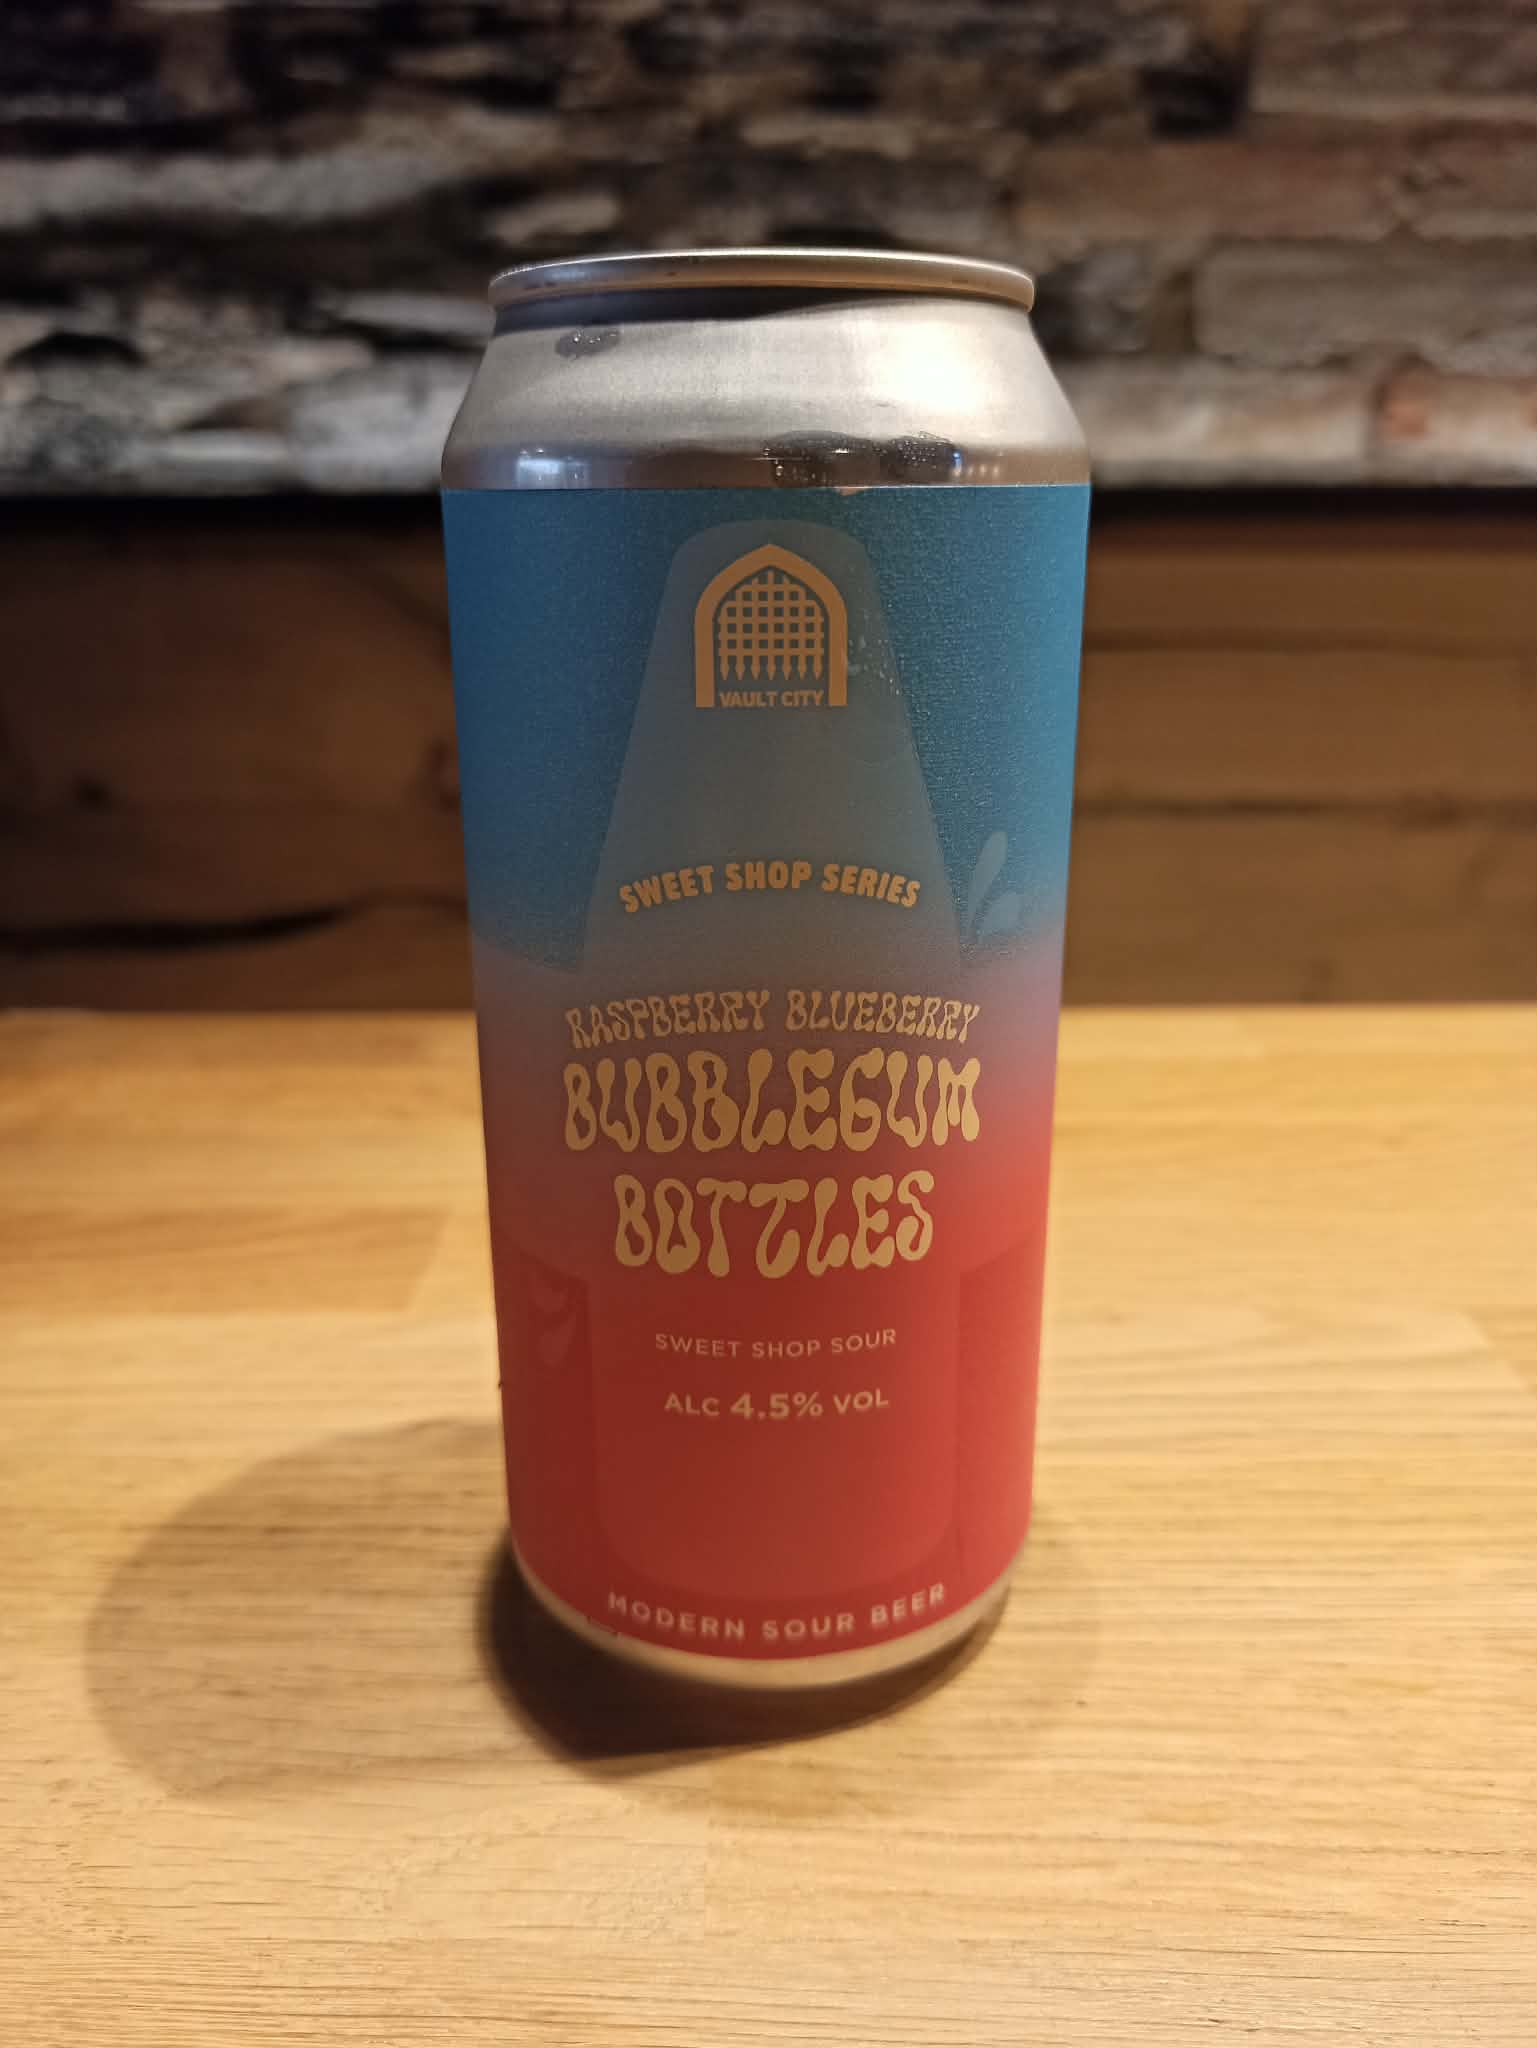 VAULT CITY
SWEET SHOP SERIES
RASPBERRY BLUEBERRY
BUBBLEGUM
BOTTLES
SWEET SHOP SOUR
ALC 4.5% VOL
MODERN SOUR BEER